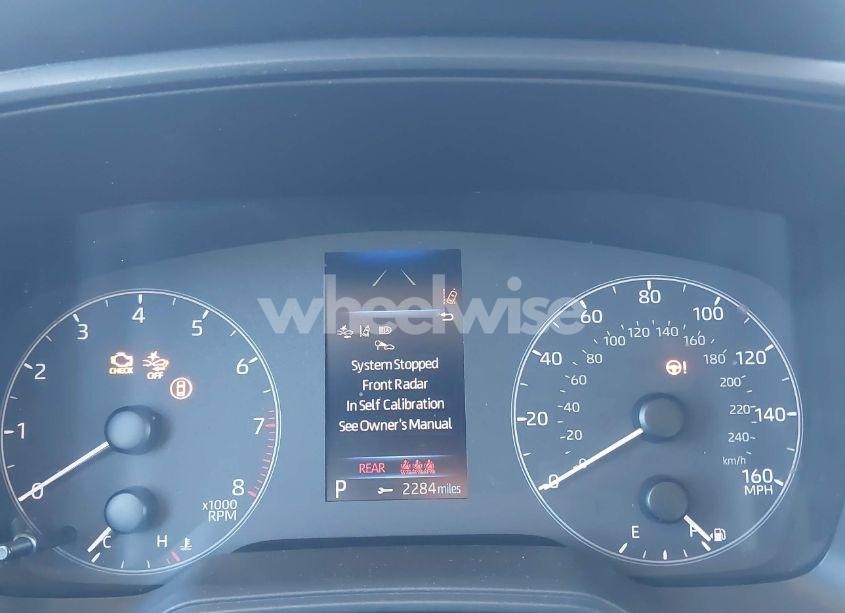 wheelwise
0 1 2 3 4 5 6 7 8
x1000
RPM
CHECK
OFF
C H
System Stopped
Front Radar
In Self Calibration
See Owner's Manual
REAR
P 2284 miles
0 20 40 60 80 100 120 140 160
MPH
0 20 40 60 80 100 120 140 160 180 200 220 240
km/h
!
E F